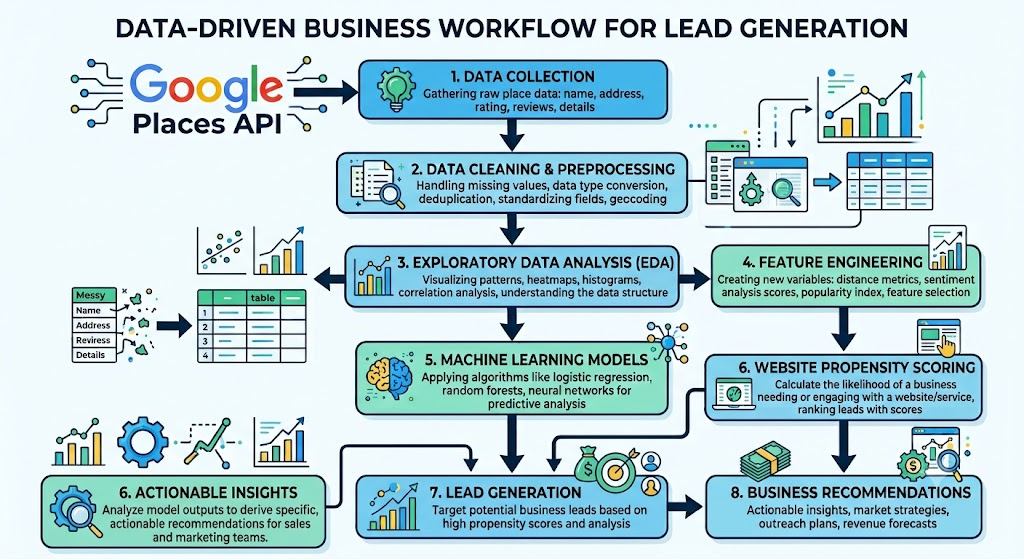 DATA-DRIVEN BUSINESS WORKFLOW FOR LEAD GENERATION
Google
Places API
1. DATA COLLECTION
Gathering raw place data: name, address,
rating, reviews, details
2. DATA CLEANING & PREPROCESSING
Handling missing values, data type conversion,
deduplication, standardizing fields, geocoding
3. EXPLORATORY DATA ANALYSIS (EDA)
Visualizing patterns, heatmaps, histograms,
correlation analysis, understanding the data structure
4. FEATURE ENGINEERING
Creating new variables: distance metrics, sentiment
analysis scores, popularity index, feature selection
Messy
Name
Address
Reviress
Details
table
1
2
3
4
5. MACHINE LEARNING MODELS
Applying algorithms like logistic regression,
random forests, neural networks for
predictive analysis
6. WEBSITE PROPENSITY SCORING
Calculate the likelihood of a business
needing or engaging with a website/service,
ranking leads with scores
6. ACTIONABLE INSIGHTS
Analyze model outputs to derive specific,
actionable recommendations for sales
and marketing teams.
$
7. LEAD GENERATION
Target potential business leads based on
high propensity scores and analysis
$
8. BUSINESS RECOMMENDATIONS
Actionable insights, market strategies,
outreach plans, revenue forecasts